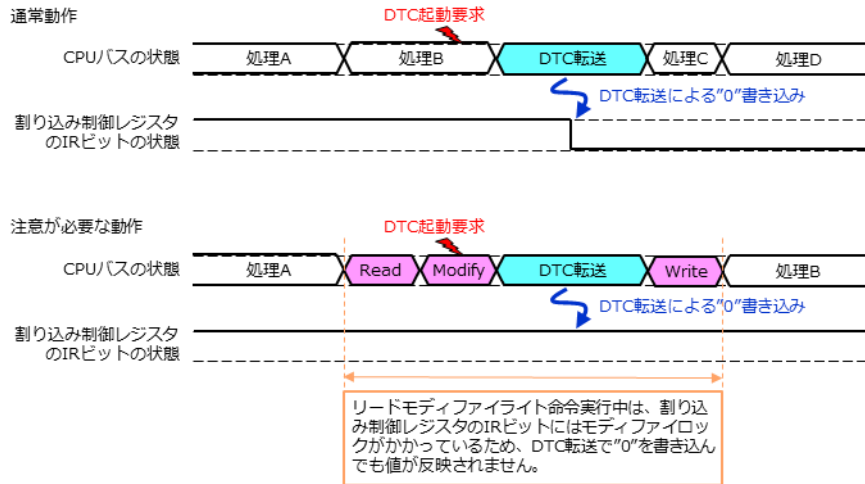 通常動作
DTC起動要求
CPUバスの状態
処理A
処理B
DTC転送
処理C
処理D
DTC転送による"0"書き込み
割り込み制御レジスタ
のIRビットの状態
注意が必要な動作
DTC起動要求
CPUバスの状態
処理A
Read
Modify
DTC転送
Write
処理B
DTC転送による"0"書き込み
割り込み制御レジスタ
のIRビットの状態
リードモディファイライト命令実行中は、割り込
み制御レジスタのIRビットにはモディファイロッ
クがかかっているため、DTC転送で"0"を書き込ん
でも値が反映されません。